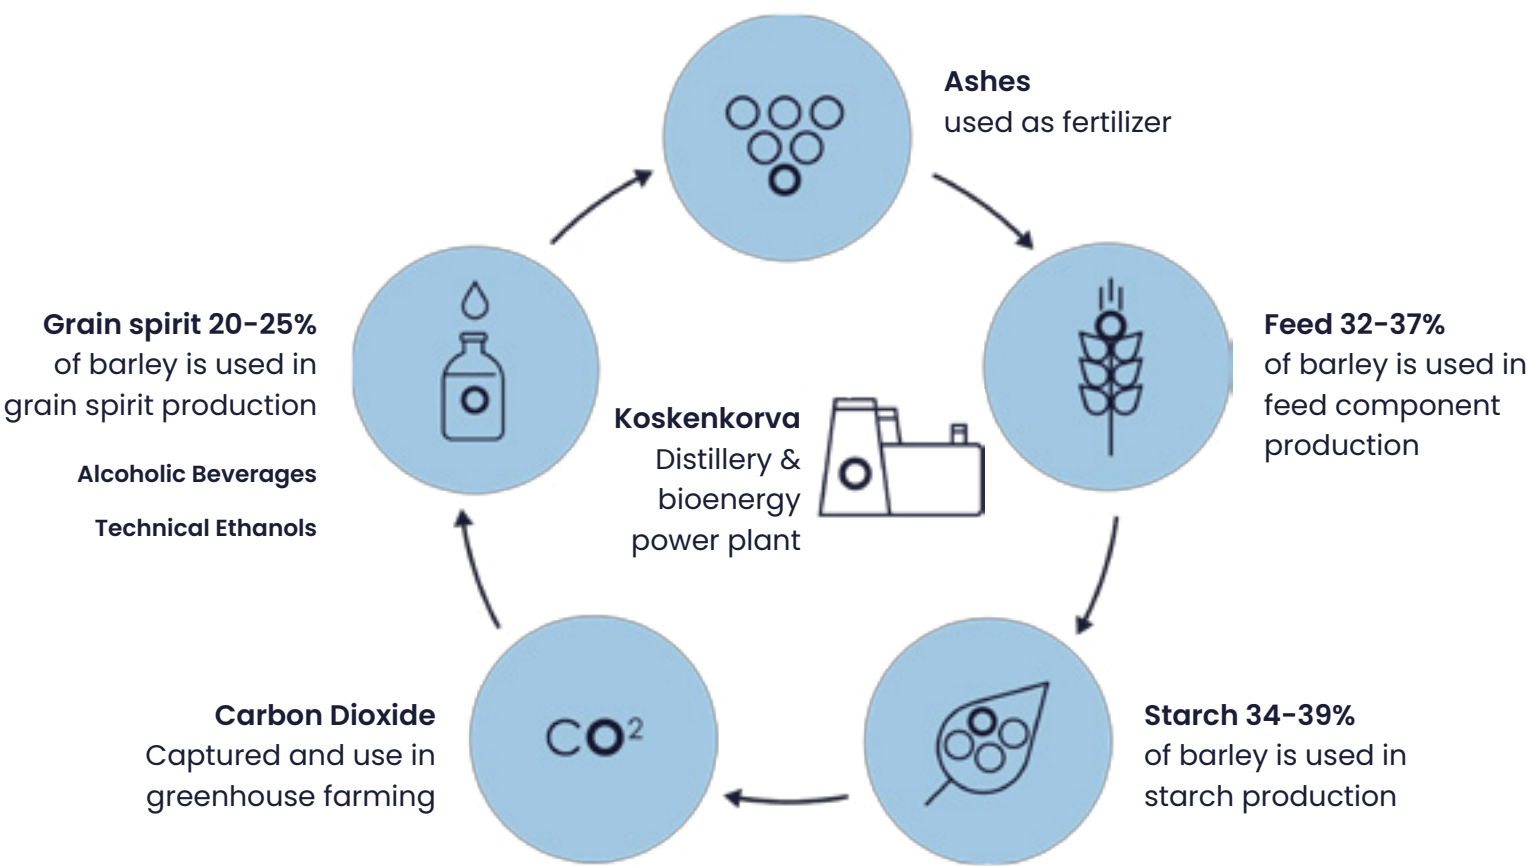 Ashes
used as fertilizer
Grain spirit 20-25%
of barley is used in
grain spirit production
Alcoholic Beverages
Technical Ethanols
Koskenkorva
Distillery &
bioenergy
power plant
Feed 32-37%
of barley is used in
feed component
production
Carbon Dioxide
Captured and use in
greenhouse farming
CO²
Starch 34-39%
of barley is used in
starch production